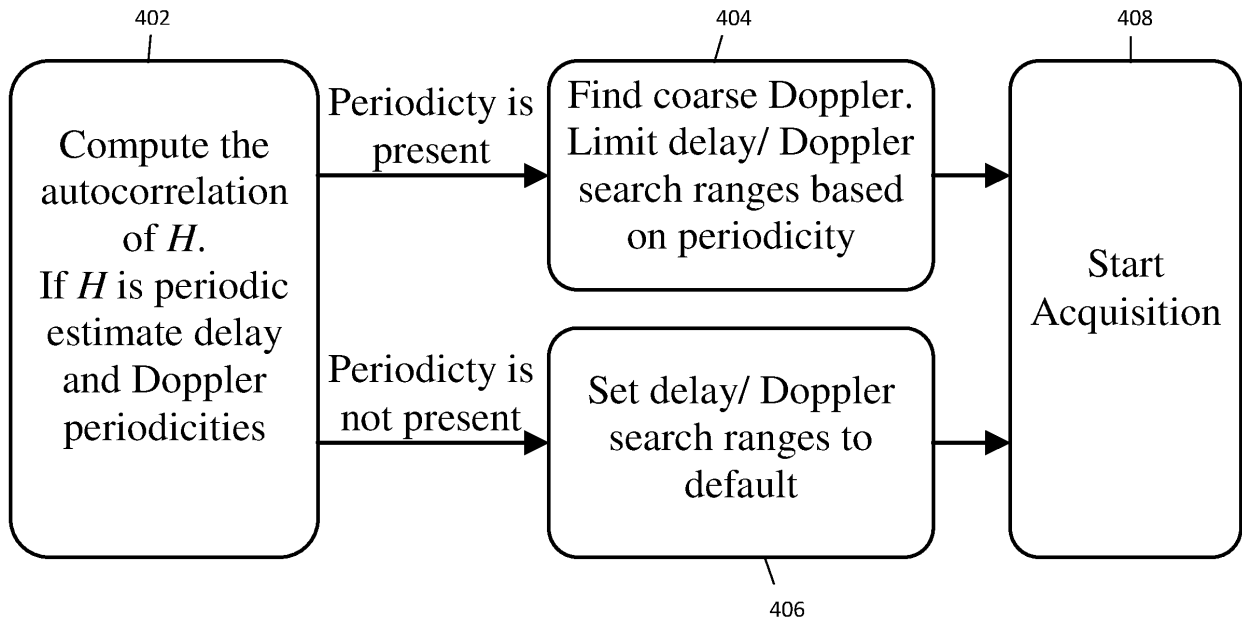 402
404
408
Compute the
autocorrelation
of H.
If H is periodic
estimate delay
and Doppler
periodicities
Periodicty is
present
Find coarse Doppler.
Limit delay/ Doppler
search ranges based
on periodicity
Periodicty is
not present
Set delay/ Doppler
search ranges to
default
Start
Acquisition
406